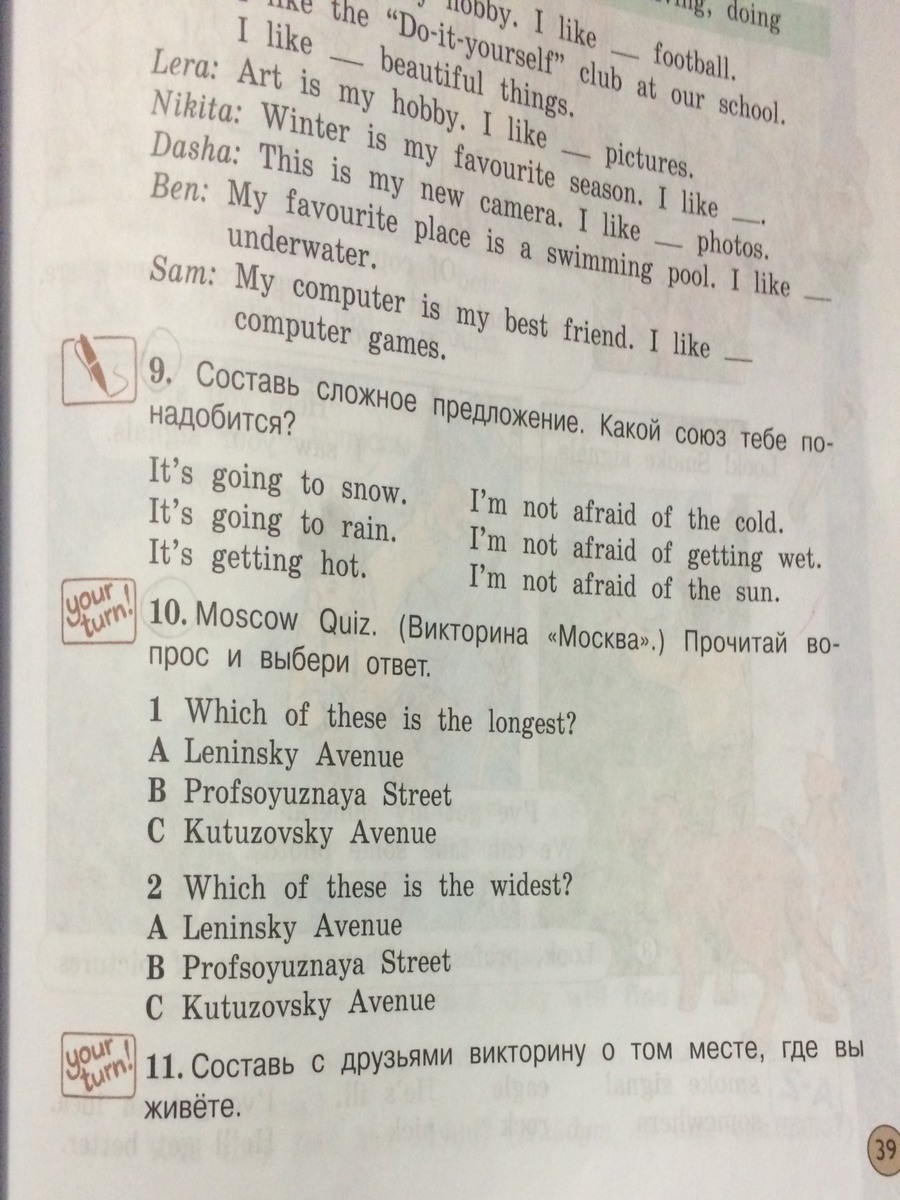 doing
hobby. I like — football.
like the “Do-it-yourself” club at our school.
I like — beautiful things.
Lera: Art is my hobby. I like — pictures.
Nikita: Winter is my favourite season. I like —.
Dasha: This is my new camera. I like — photos.
Ben: My favourite place is a swimming pool. I like —
underwater.
Sam: My computer is my best friend. I like —
computer games.
9. Составь сложное предложение. Какой союз тебе по-
надобится?
It’s going to snow. I’m not afraid of the cold.
It’s going to rain. I’m not afraid of getting wet.
It’s getting hot. I’m not afraid of the sun.
your turn!
10. Moscow Quiz. (Викторина «Москва».) Прочитай во-
прос и выбери ответ.
1 Which of these is the longest?
A Leninsky Avenue
B Profsoyuznaya Street
C Kutuzovsky Avenue
2 Which of these is the widest?
A Leninsky Avenue
B Profsoyuznaya Street
C Kutuzovsky Avenue
your turn!
11. Составь с друзьями викторину о том месте, где вы
живёте.
39